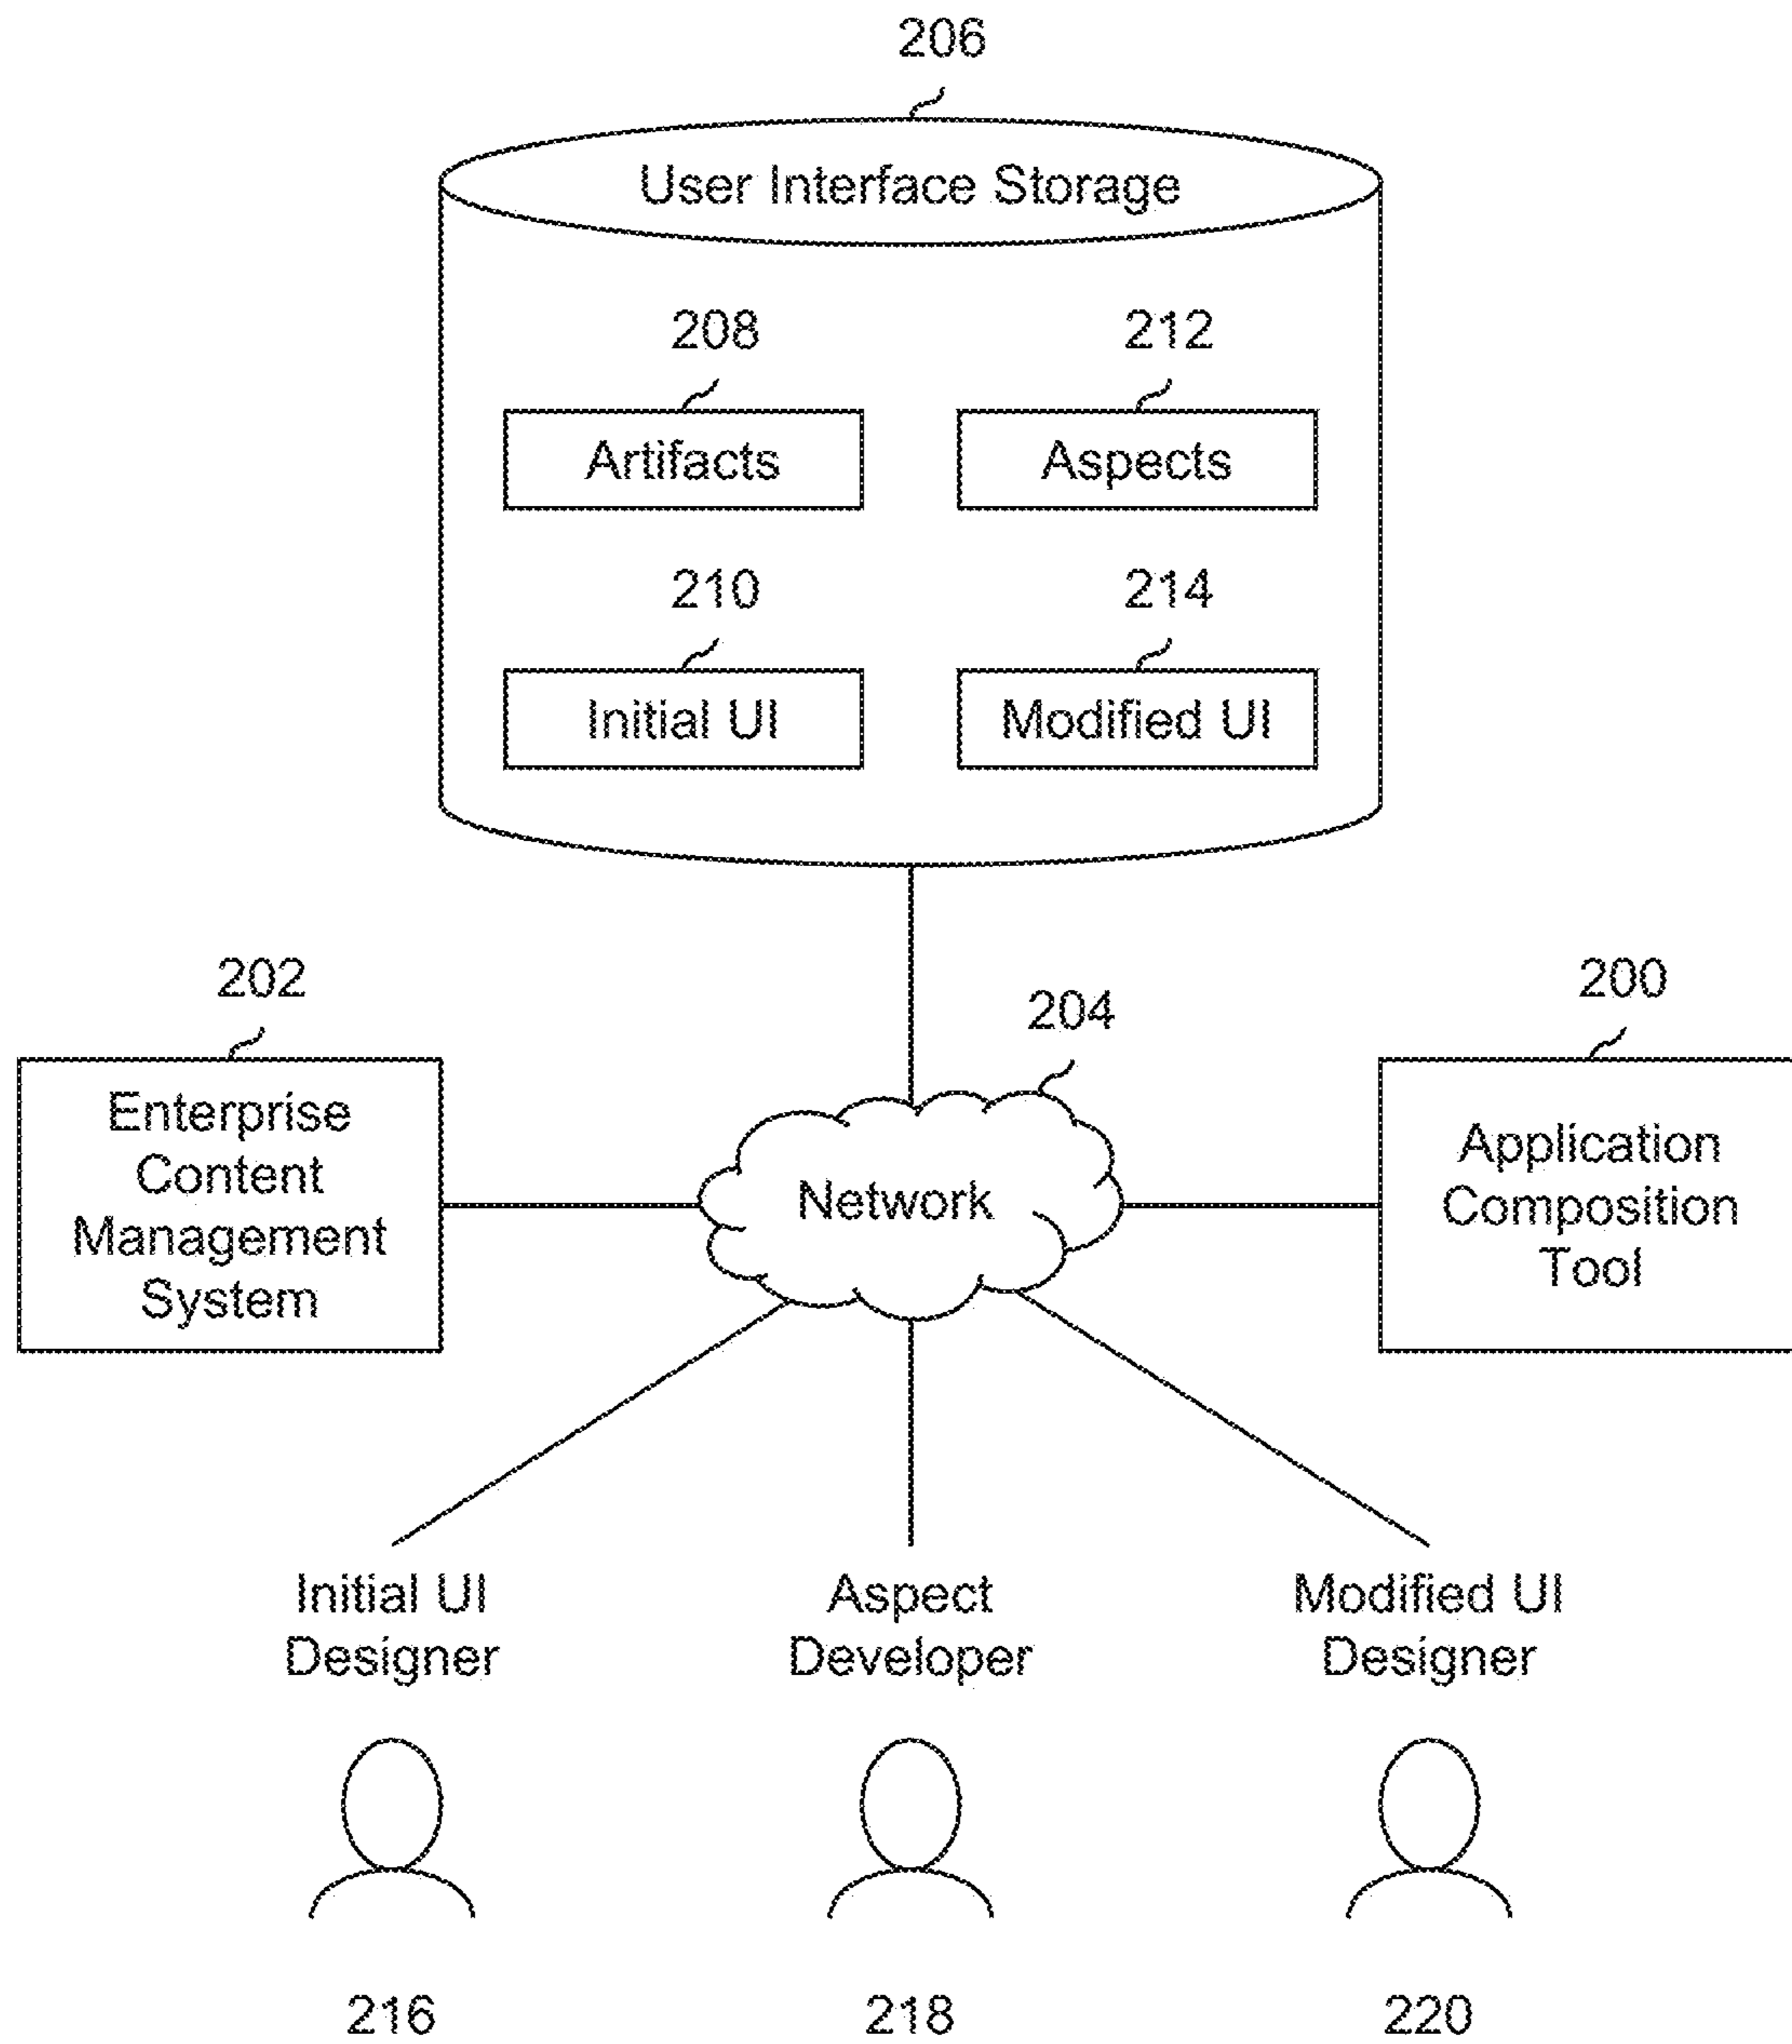 206
User Interface Storage
208
212
Artifacts
Aspects
210
214
Initial UI
Modified UI
202
204
200
Enterprise
Content
Management
System
Network
Application
Composition
Tool
Initial UI
Designer
Aspect
Developer
Modified UI
Designer
216
218
220